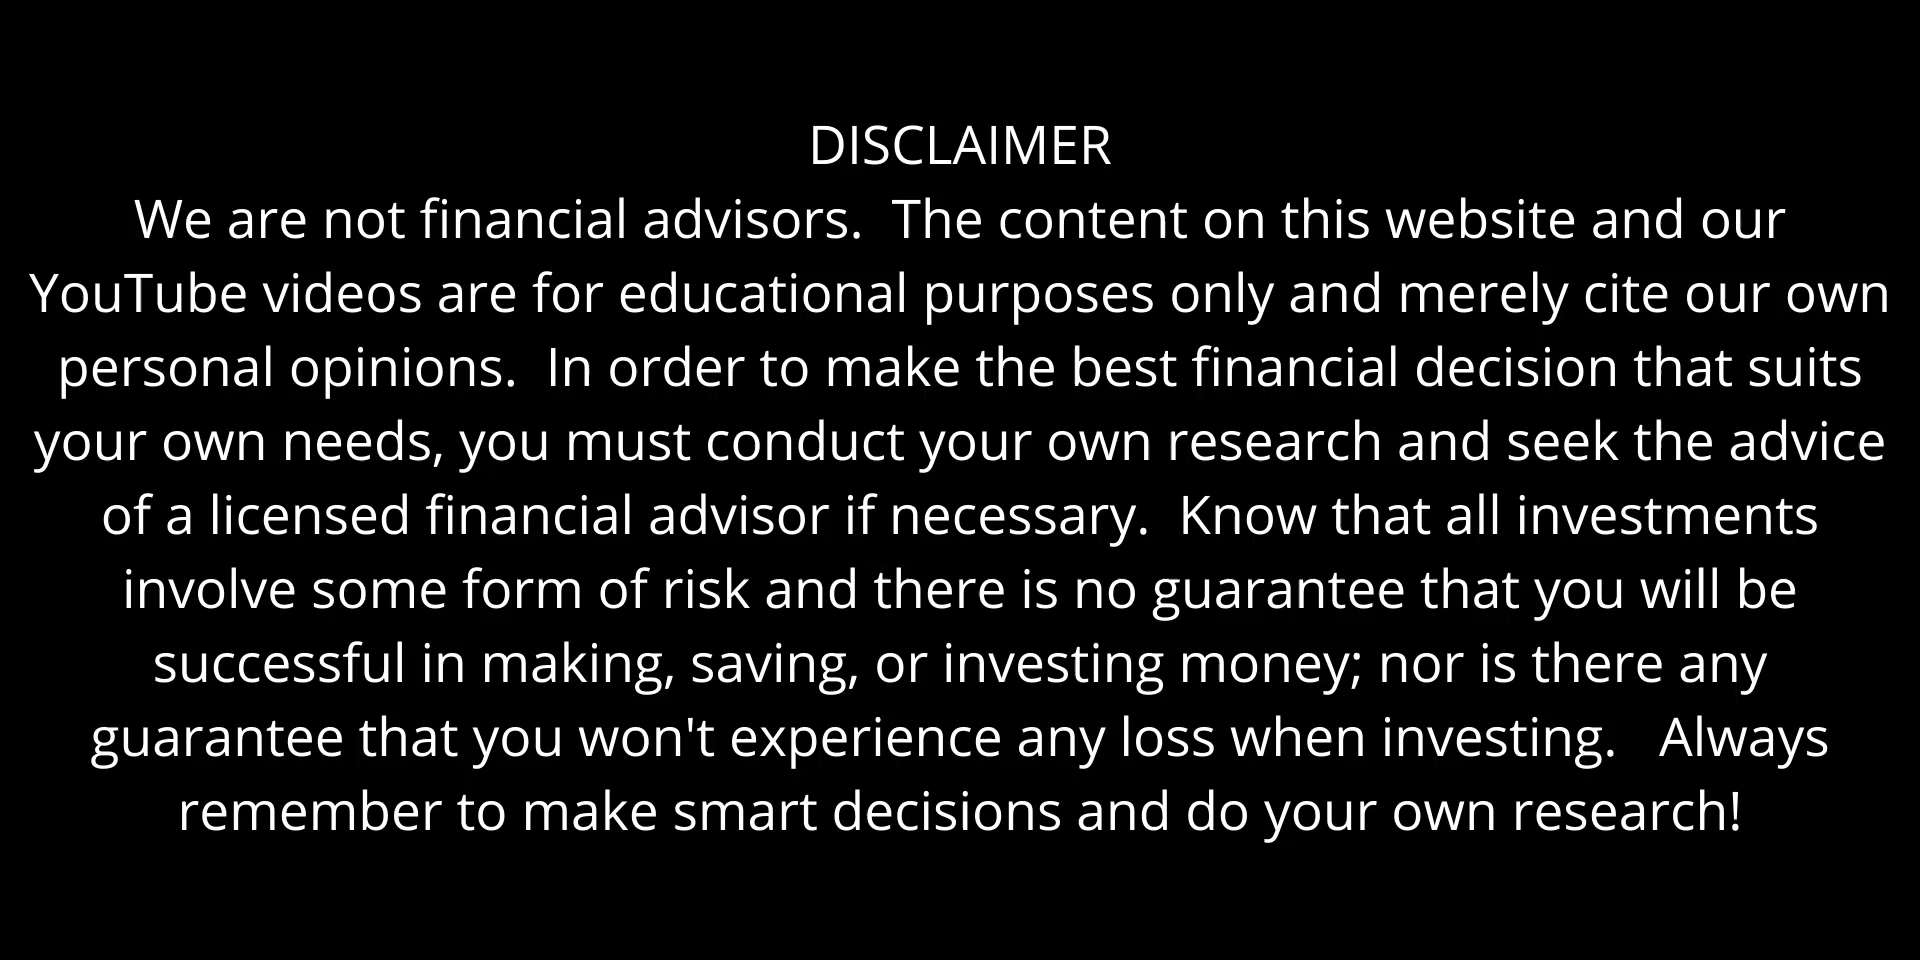 DISCLAIMER
We are not financial advisors.  The content on this website and our
YouTube videos are for educational purposes only and merely cite our own
personal opinions.  In order to make the best financial decision that suits
your own needs, you must conduct your own research and seek the advice
of a licensed financial advisor if necessary.  Know that all investments
involve some form of risk and there is no guarantee that you will be
successful in making, saving, or investing money; nor is there any
guarantee that you won't experience any loss when investing.   Always
remember to make smart decisions and do your own research!